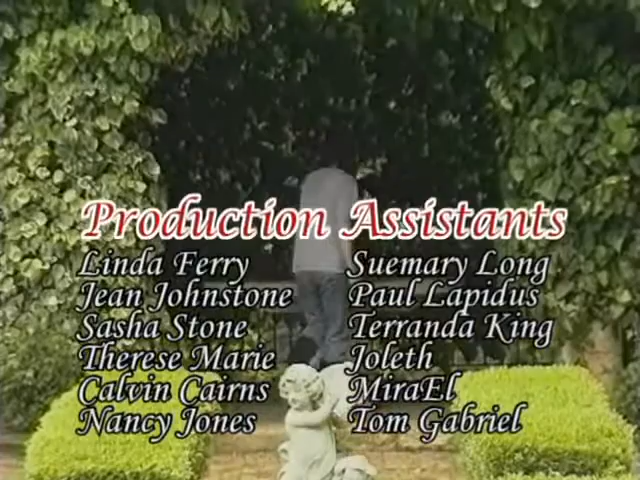 Production Assistants
Linda Ferry
Jean Johnstone
Sasha Stone
Therese Marie
Calvin Cairns
Nancy Jones
Suemary Long
Paul Lapidus
Terranda King
Joleth
MiraEl
Tom Gabriel